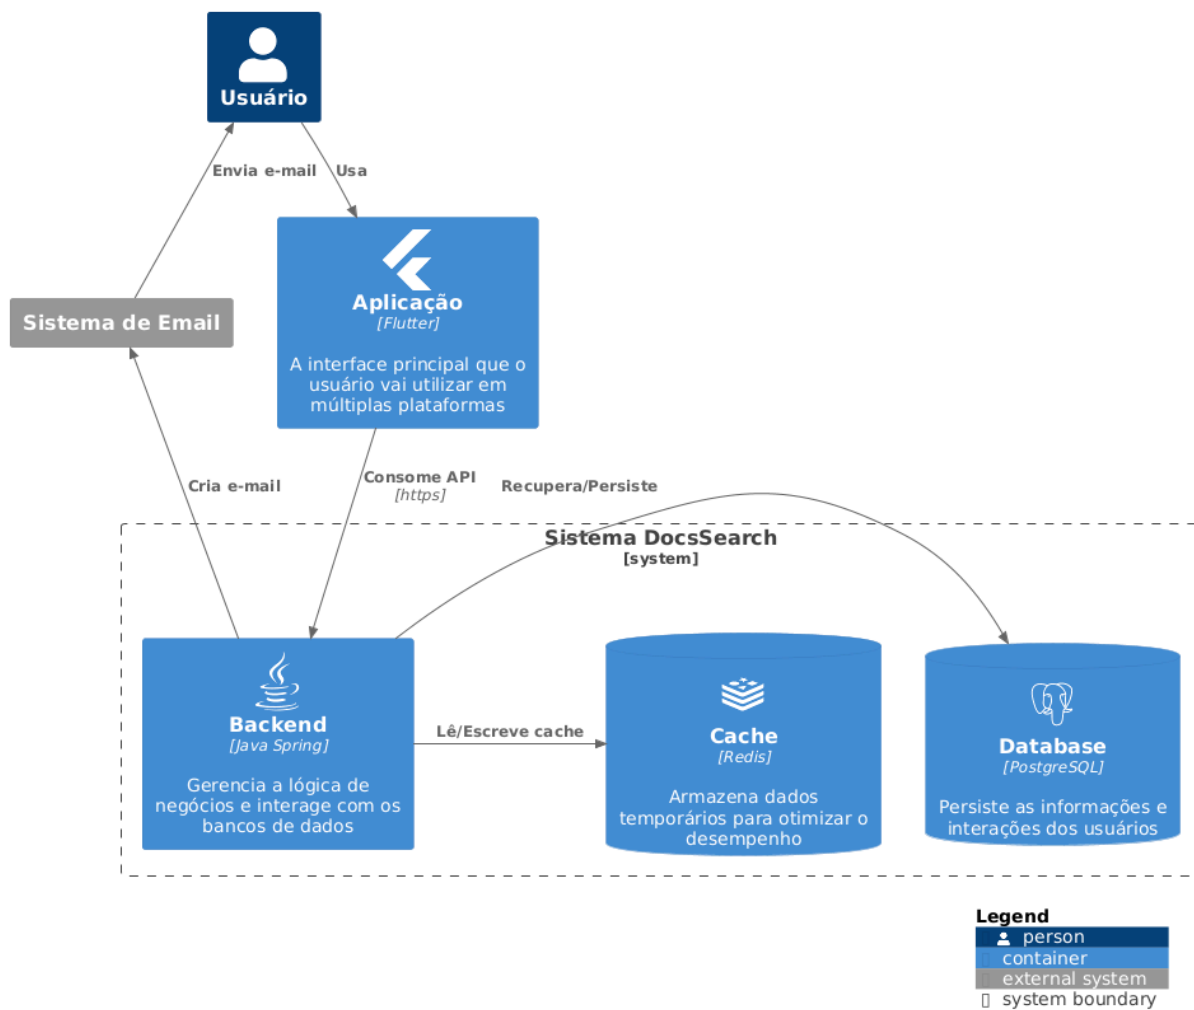 Usuário
Envia e-mail
Usa
Sistema de Email
Aplicação
[Flutter]
A interface principal que o
usuário vai utilizar em
múltiplas plataformas
Cria e-mail
Consome API
[https]
Recupera/Persiste
Sistema DocsSearch
[system]
Backend
[Java Spring]
Gerencia a lógica de
negócios e interage com os
bancos de dados
Lê/Escreve cache
Cache
[Redis]
Armazena dados
temporários para otimizar o
desempenho
Database
[PostgreSQL]
Persiste as informações e
interações dos usuários
Legend
person
container
external system
system boundary